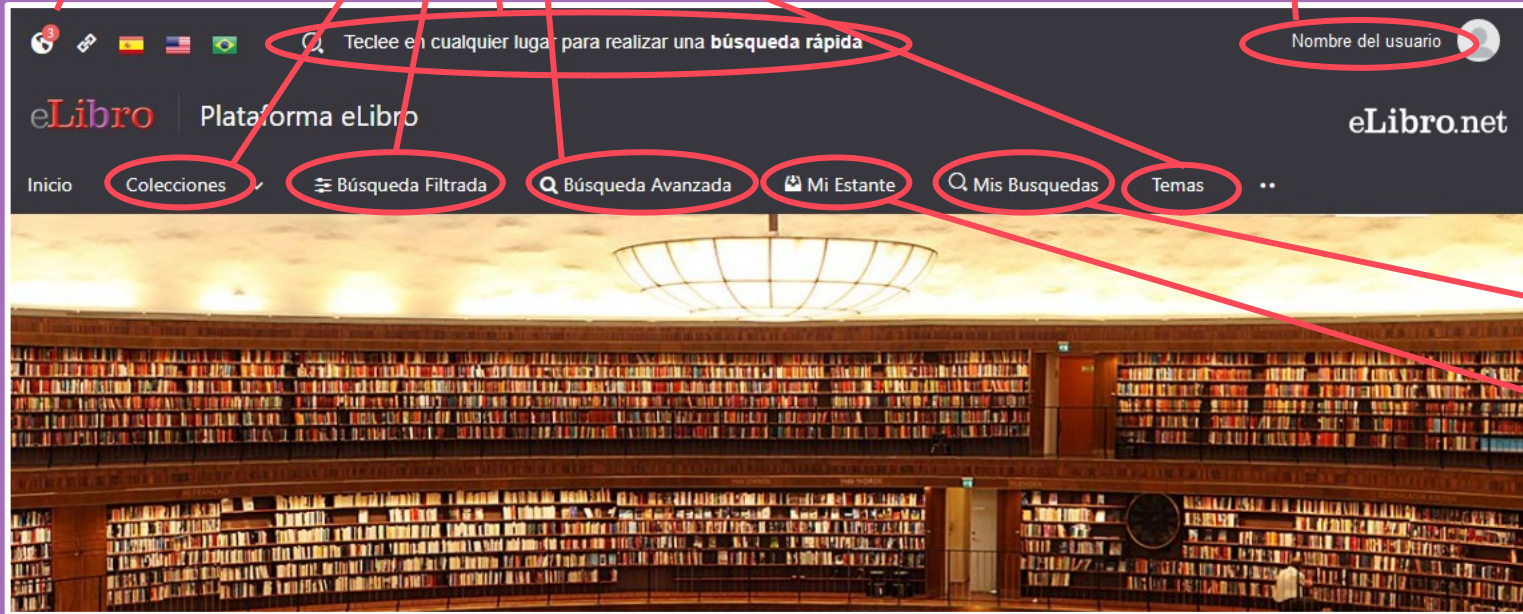 3
Teclee en cualquier lugar para realizar una búsqueda rápida
Nombre del usuario
eLibro
Plataforma eLibro
eLibro.net
Inicio
Colecciones
Búsqueda Filtrada
Búsqueda Avanzada
Mi Estante
Mis Busquedas
Temas